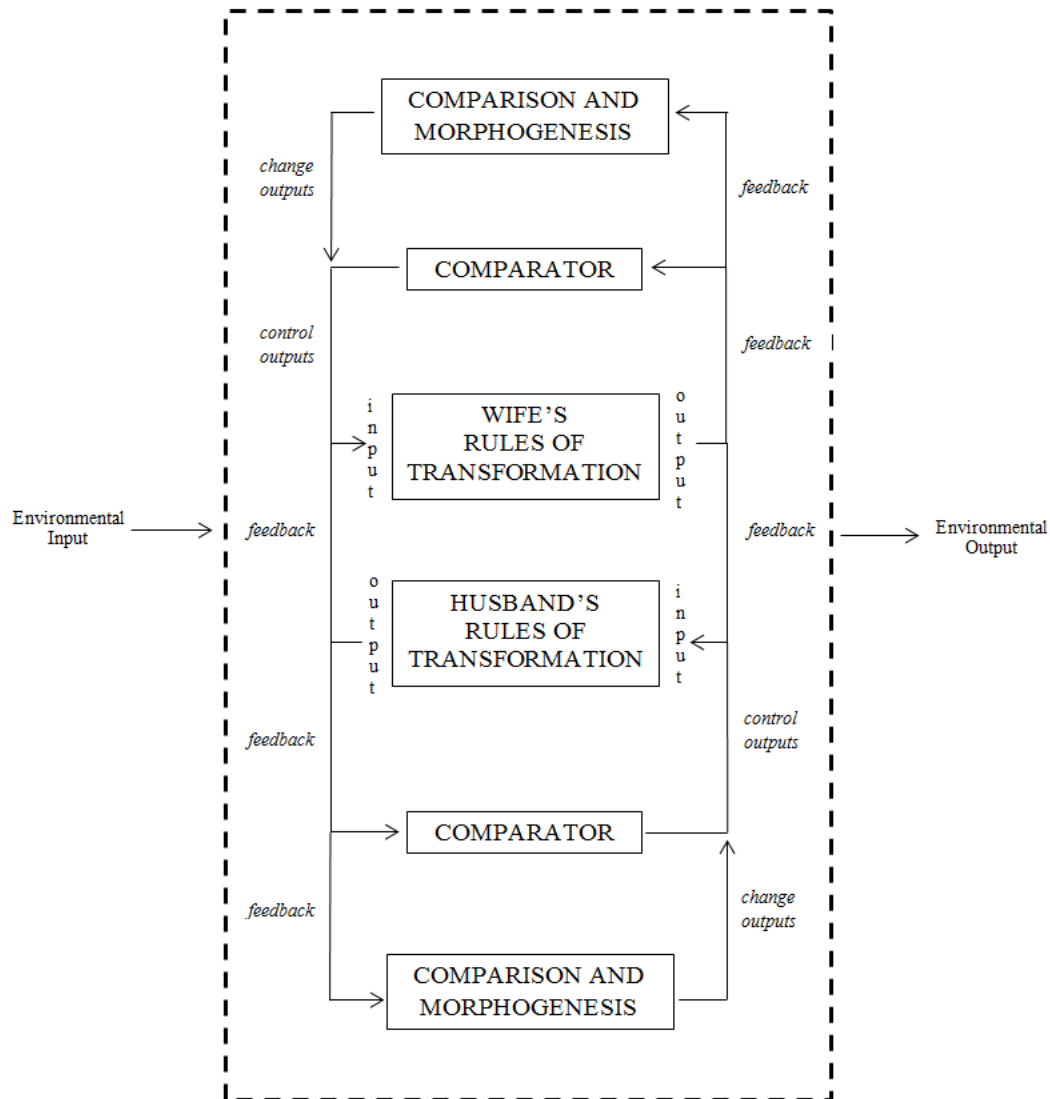 COMPARISON AND
MORPHOGENESIS
change
outputs
feedback
COMPARATOR
control
outputs
feedback
input
WIFE'S
RULES OF
TRANSFORMATION
output
Environmental
Input
feedback
feedback
Environmental
Output
output
HUSBAND'S
RULES OF
TRANSFORMATION
input
feedback
control
outputs
COMPARATOR
feedback
change
outputs
COMPARISON AND
MORPHOGENESIS